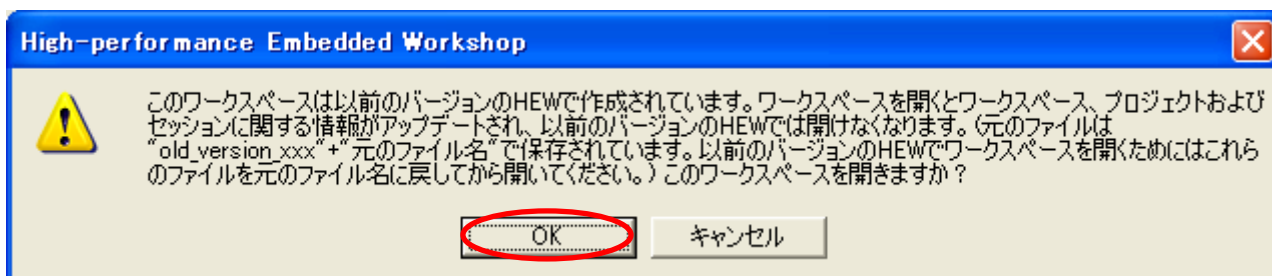 High-performance Embedded Workshop
このワークスペースは以前のバージョンのHEWで作成されています。ワークスペースを開くとワークスペース、プロジェクトおよび
セッションに関する情報がアップデートされ、以前のバージョンのHEWでは開けなくなります。（元のファイルは
"old_version_xxx"+"元のファイル名"で保存されています。以前のバージョンのHEWでワークスペースを開くためにはこれら
のファイルを元のファイル名に戻してから開いてください。）このワークスペースを開きますか？
OK キャンセル